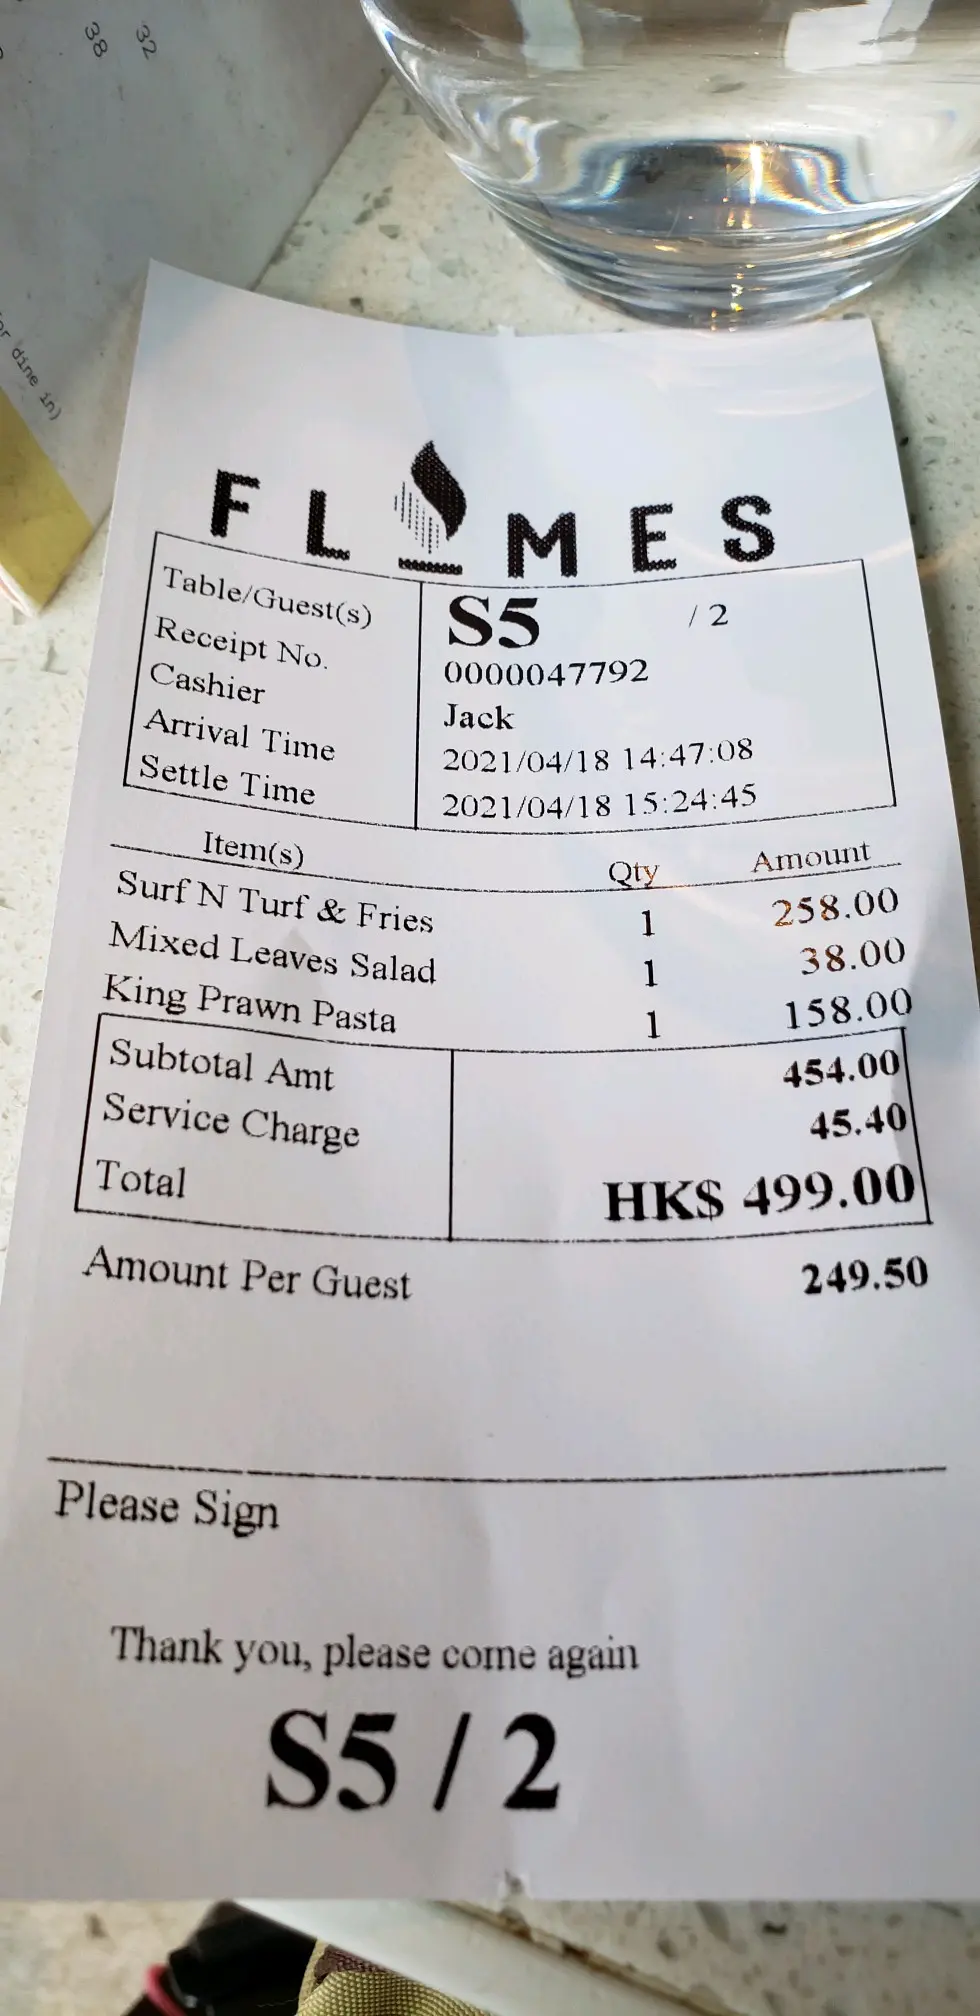 38 32
dine in)
FLAMES
Table/Guest(s) S5 / 2
Receipt No. 0000047792
Cashier Jack
Arrival Time 2021/04/18 14:47:08
Settle Time 2021/04/18 15:24:45
Item(s) Qty Amount
Surf N Turf & Fries 1 258.00
Mixed Leaves Salad 1 38.00
King Prawn Pasta 1 158.00
Subtotal Amt 454.00
Service Charge 45.40
Total HK$ 499.00
Amount Per Guest 249.50
Please Sign
Thank you, please come again
S5 / 2